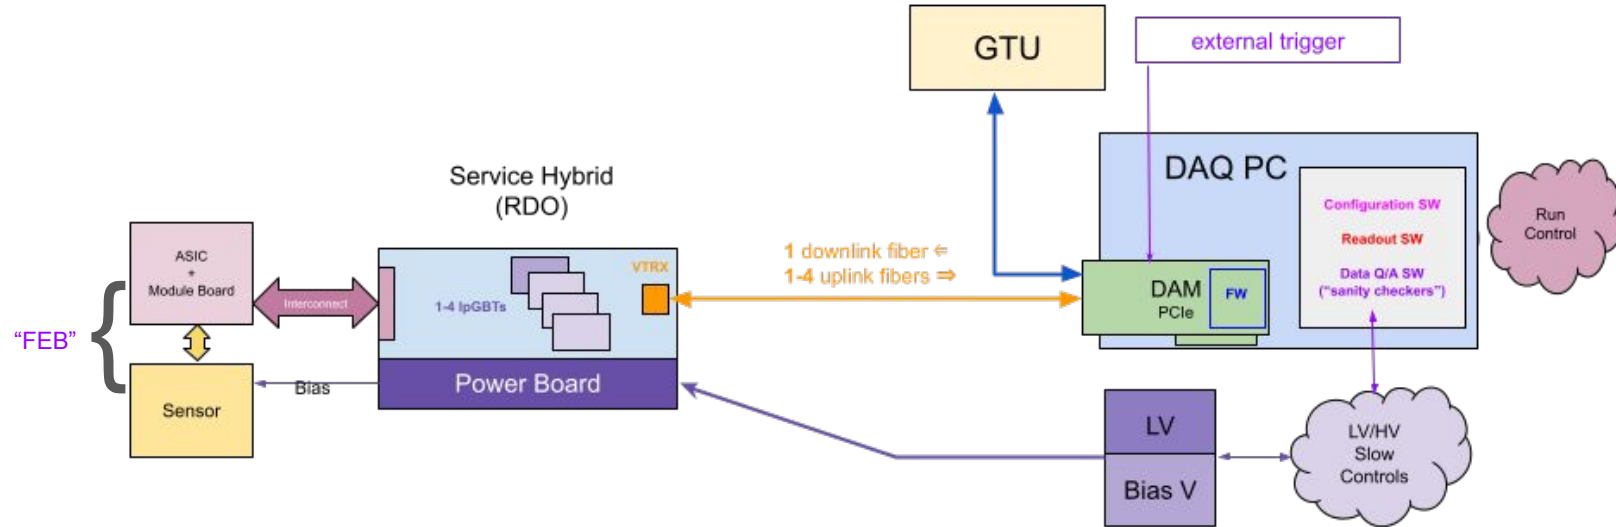 GTU
external trigger
DAQ PC
Service Hybrid
(RDO)
Configuration SW
Readout SW
Data Q/A SW
(“sanity checkers”)
Run
Control
1 downlink fiber ⇐
1-4 uplink fibers ⇒
ASIC
+
Module Board
Interconnect
1-4 lpGBTs
VTRX
DAM
PCIe
FW
“FEB”
Sensor
Bias
Power Board
LV
Bias V
LV/HV
Slow
Controls